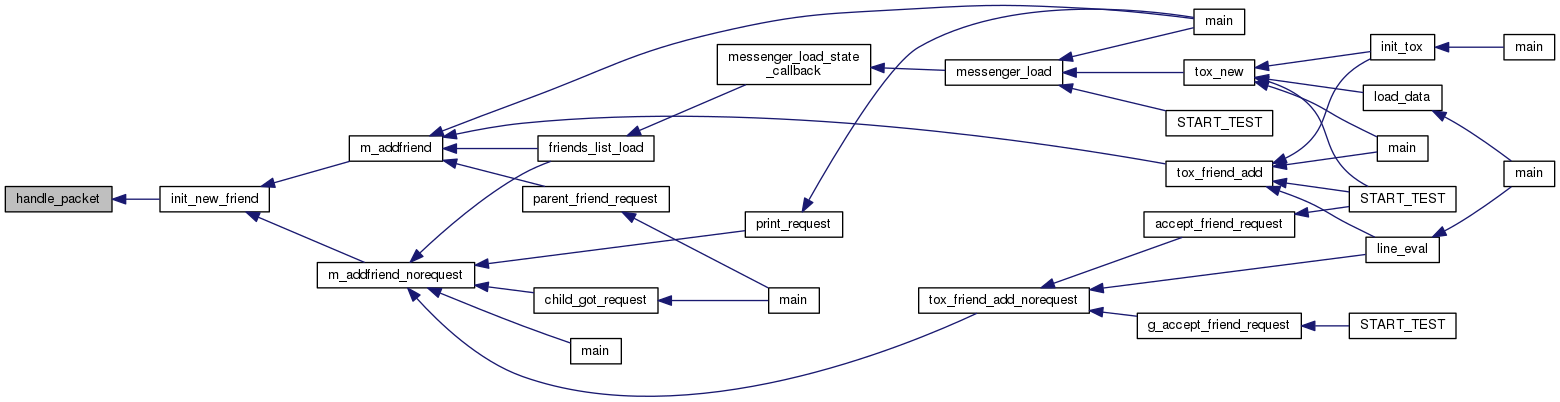 handle_packet
init_new_friend
m_addfriend
m_addfriend_norequest
friends_list_load
parent_friend_request
child_got_request
main
messenger_load_state
_callback
print_request
main
messenger_load
tox_friend_add_norequest
main
tox_new
START_TEST
tox_friend_add
accept_friend_request
g_accept_friend_request
init_tox
load_data
main
START_TEST
line_eval
START_TEST
main
main